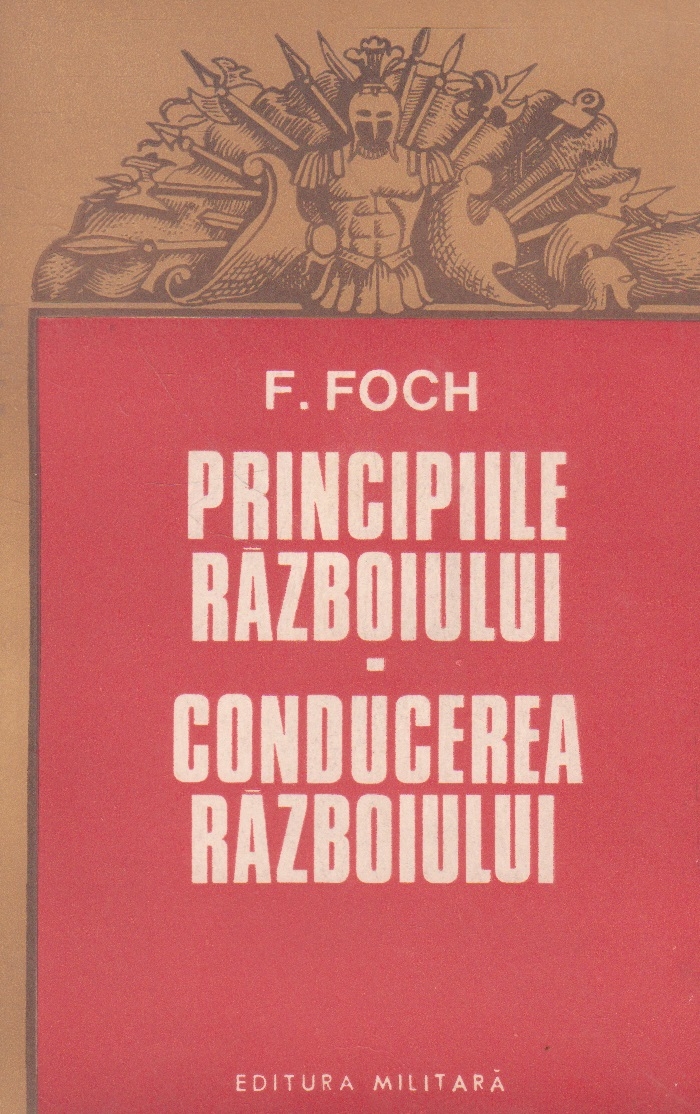 F. FOCH
PRINCIPIILE
RĂZBOIULUI
▪
CONDUCEREA
RĂZBOIULUI
EDITURA MILITARĂ